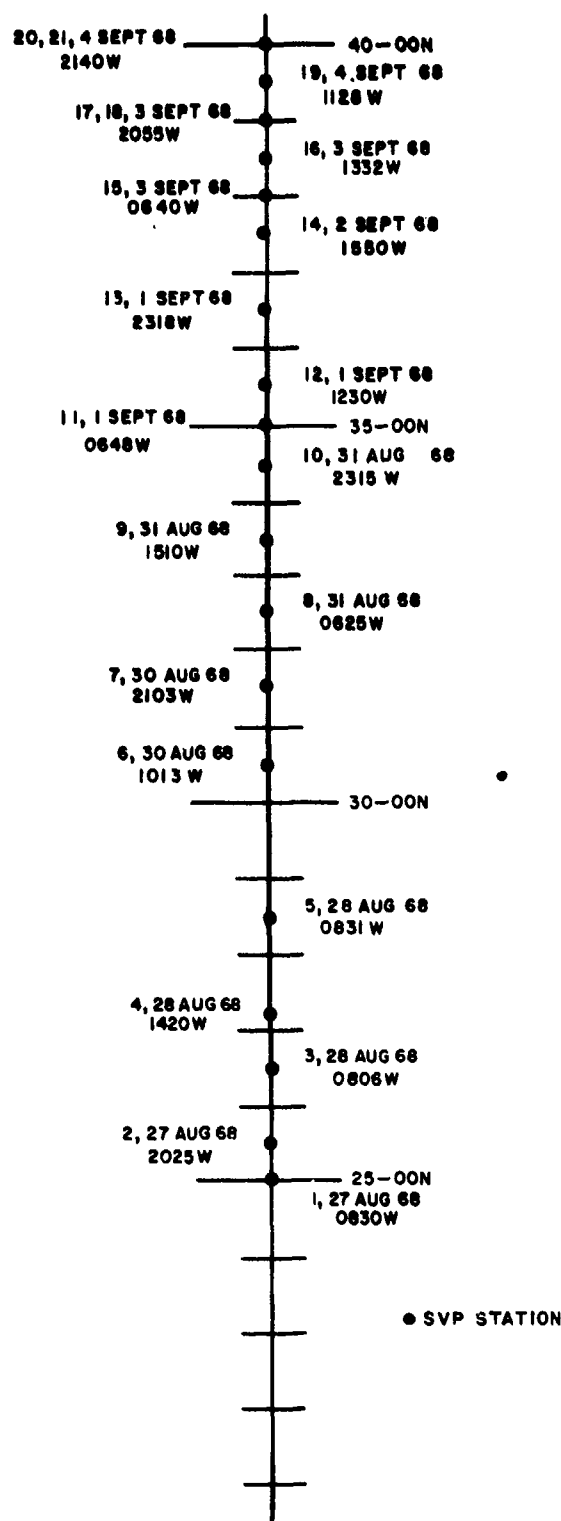 20, 21, 4 SEPT 68
2140W
40-00N
19, 4 SEPT 68
1128W
17, 18, 3 SEPT 68
2055W
16, 3 SEPT 68
1332W
15, 3 SEPT 68
0640W
14, 2 SEPT 68
1550W
13, 1 SEPT 68
2318W
12, 1 SEPT 68
1230W
11, 1 SEPT 68
0648W
35-00N
10, 31 AUG 68
2315 W
9, 31 AUG 68
1510W
8, 31 AUG 68
0625W
7, 30 AUG 68
2103W
6, 30 AUG 68
1013 W
30-00N
5, 28 AUG 68
0831 W
4, 28 AUG 68
1420W
3, 28 AUG 68
0806W
2, 27 AUG 68
2025W
25-00N
1, 27 AUG 68
0830W
SVP STATION